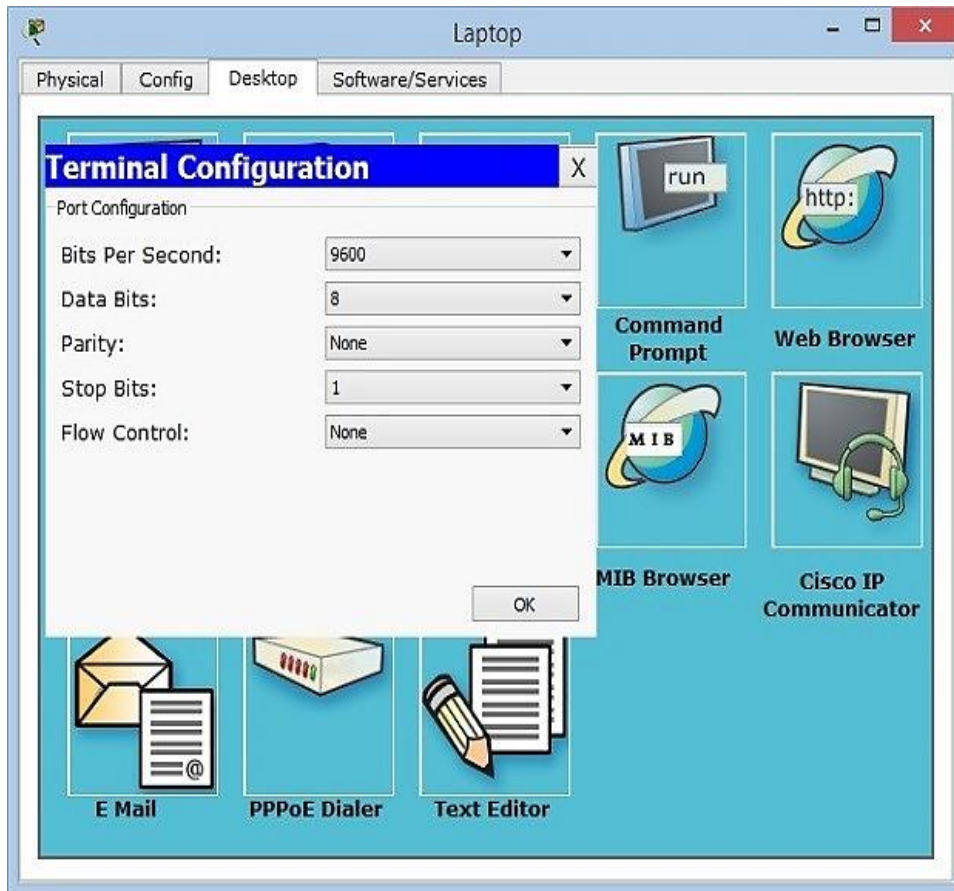 Laptop
Physical Config Desktop Software/Services
Terminal Configuration X
Port Configuration
Bits Per Second: 9600
Data Bits: 8
Parity: None
Stop Bits: 1
Flow Control: None
OK
run
http:
Command
Prompt
Web Browser
MIB
MIB Browser
Cisco IP
Communicator
@
E Mail
PPPoE Dialer
Text Editor